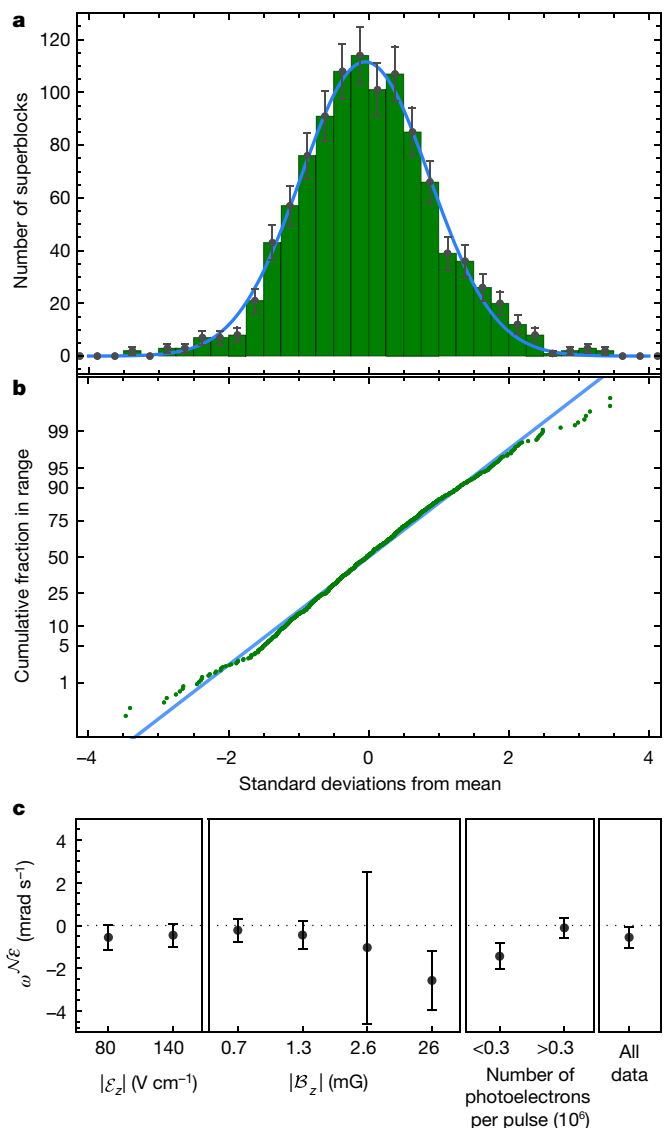 a
120
100
80
60
40
20
0
Number of superblocks
b
99
95
90
75
50
25
10
5
1
Cumulative fraction in range
−4 −2 0 2 4
Standard deviations from mean
c
4
2
0
−2
−4
ω^𝒩ℰ (mrad s⁻¹)
80 140 0.7 1.3 2.6 26 <0.3 >0.3 All
data
|ℰ_z| (V cm⁻¹) |ℬ_z| (mG) Number of
photoelectrons
per pulse (10⁶)